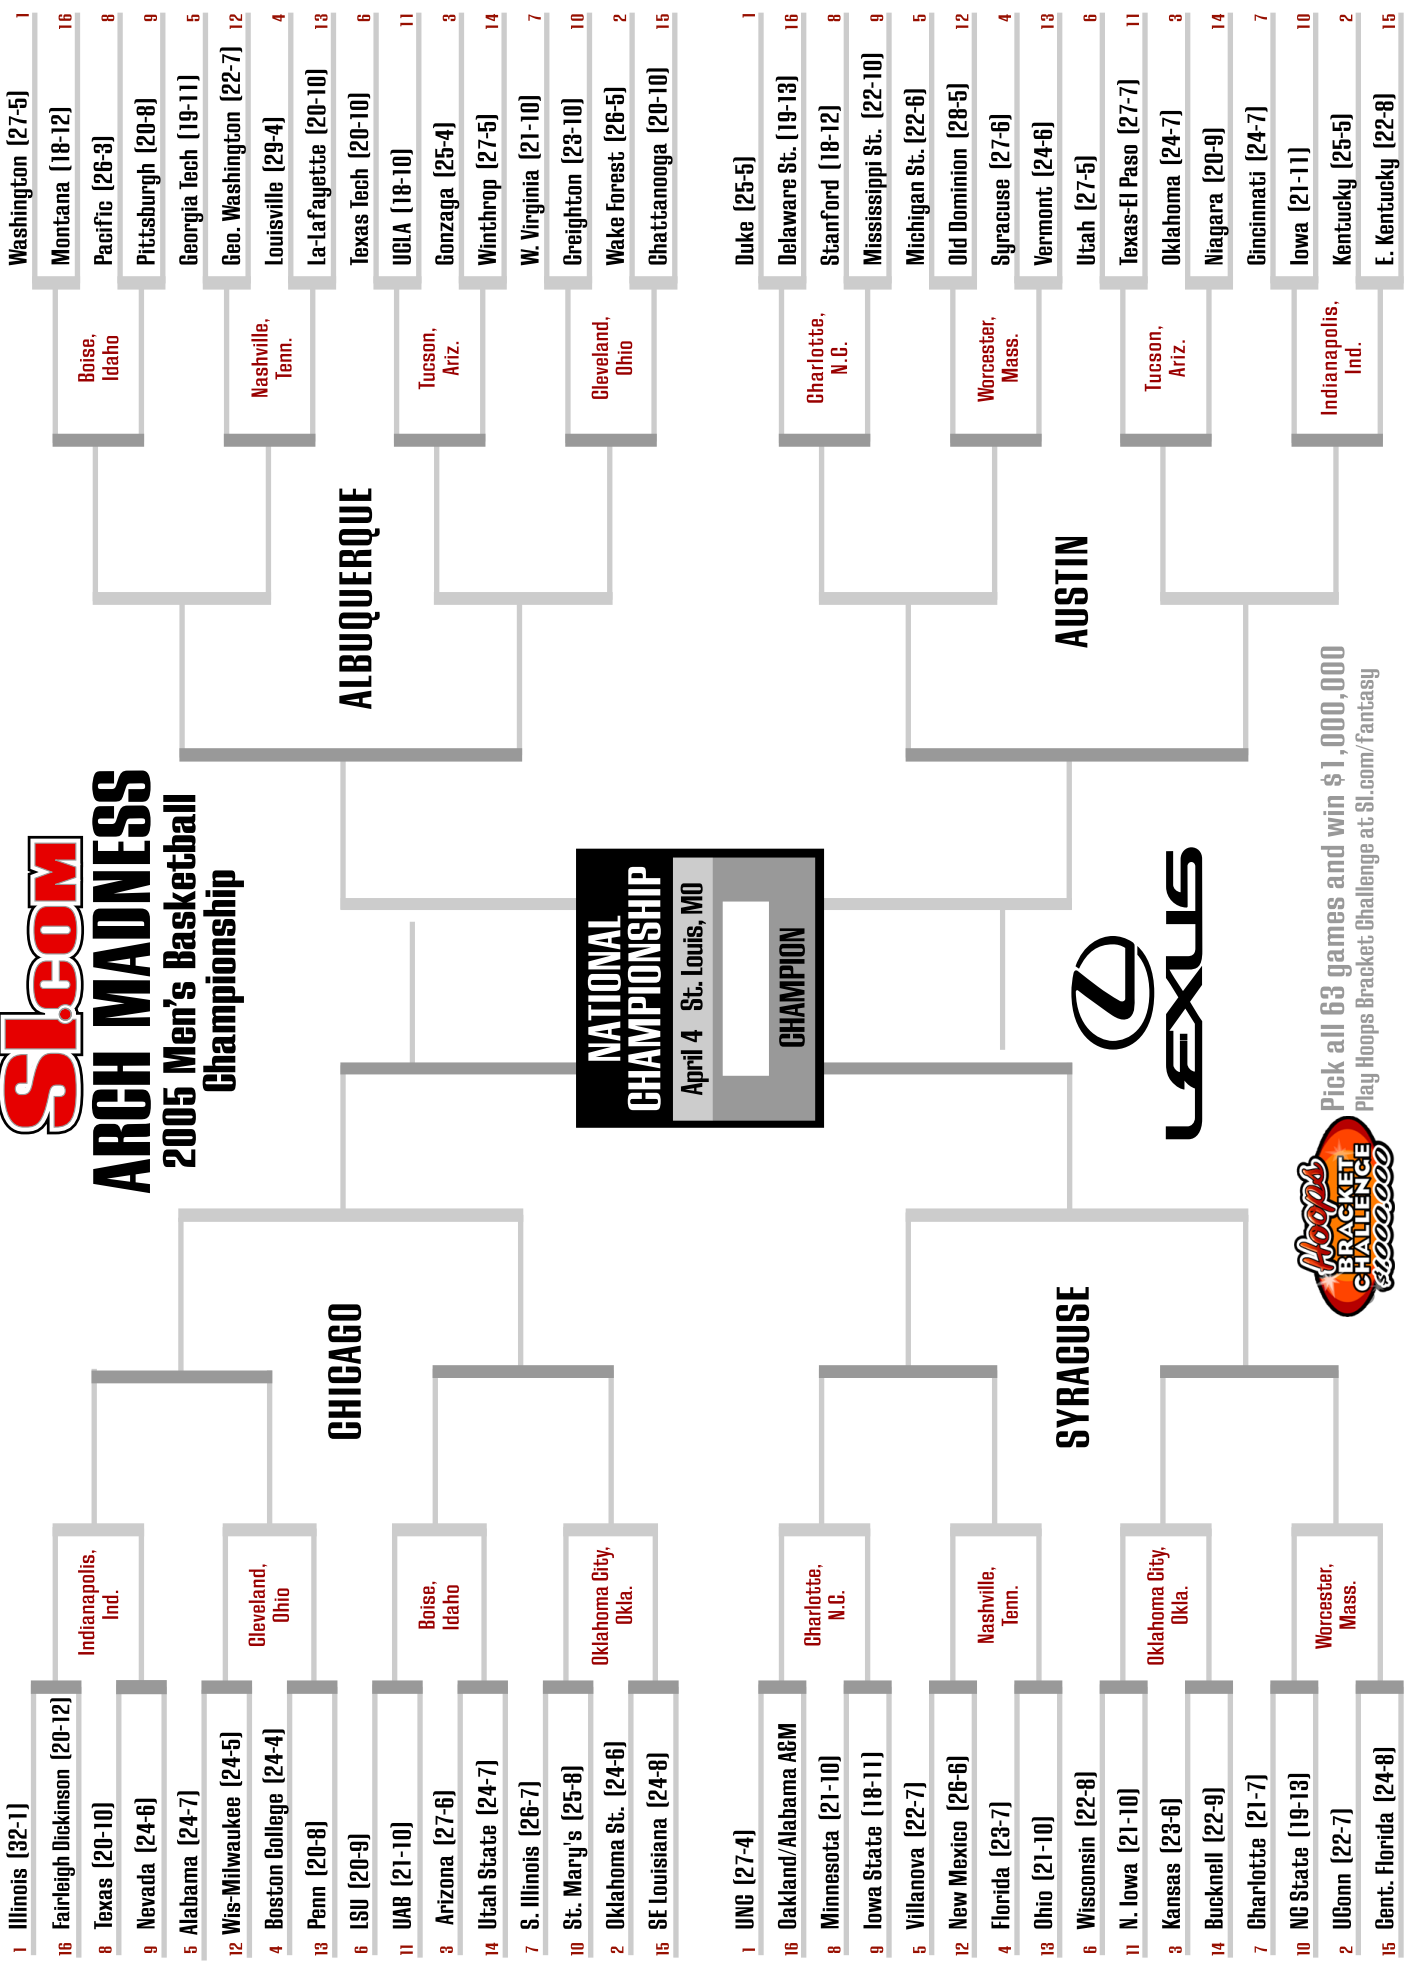 SI.COM
ARCH MADNESS
2005 Men's Basketball
Championship
1 Illinois (32-1)
16 Fairleigh Dickinson (20-12)
8 Texas (20-10)
9 Nevada (24-6)
5 Alabama (24-7)
12 Wis-Milwaukee (24-5)
4 Boston College (24-4)
13 Penn (20-8)
6 LSU (20-9)
11 UAB (21-10)
3 Arizona (27-6)
14 Utah State (24-7)
7 S. Illinois (26-7)
10 St. Mary's (25-8)
2 Oklahoma St. (24-6)
15 SE Louisiana (24-8)
Indianapolis,
Ind.
Cleveland,
Ohio
Boise,
Idaho
Oklahoma City,
Okla.
CHICAGO
Washington (27-5) 1
Montana (18-12) 16
Pacific (26-3) 8
Pittsburgh (20-8) 9
Georgia Tech (19-11) 5
Geo. Washington (22-7) 12
Louisville (29-4) 4
La-Lafayette (20-10) 13
Texas Tech (20-10) 6
UCLA (18-10) 11
Gonzaga (25-4) 3
Winthrop (27-5) 14
W. Virginia (21-10) 7
Creighton (23-10) 10
Wake Forest (26-5) 2
Chattanooga (20-10) 15
Boise,
Idaho
Nashville,
Tenn.
Tucson,
Ariz.
Cleveland,
Ohio
ALBUQUERQUE
NATIONAL
CHAMPIONSHIP
April 4 St. Louis, MO
CHAMPION
1 UNC (27-4)
16 Oakland/Alabama A&M
8 Minnesota (21-10)
9 Iowa State (18-11)
5 Villanova (22-7)
12 New Mexico (26-6)
4 Florida (23-7)
13 Ohio (21-10)
6 Wisconsin (22-8)
11 N. Iowa (21-10)
3 Kansas (23-6)
14 Bucknell (22-9)
7 Charlotte (21-7)
10 NC State (19-13)
2 UConn (22-7)
15 Cent. Florida (24-8)
Charlotte,
N.C.
Nashville,
Tenn.
Oklahoma City,
Okla.
Worcester,
Mass.
SYRACUSE
Duke (25-5) 1
Delaware St. (19-13) 16
Stanford (18-12) 8
Mississippi St. (22-10) 9
Michigan St. (22-6) 5
Old Dominion (28-5) 12
Syracuse (27-6) 4
Vermont (24-6) 13
Utah (27-5) 6
Texas-El Paso (27-7) 11
Oklahoma (24-7) 3
Niagara (20-9) 14
Cincinnati (24-7) 7
Iowa (21-11) 10
Kentucky (25-5) 2
E. Kentucky (22-8) 15
Charlotte,
N.C.
Worcester,
Mass.
Tucson,
Ariz.
Indianapolis,
Ind.
AUSTIN
LEXUS
Hoops
BRACKET
CHALLENGE
$1,000,000
Pick all 63 games and win $1,000,000
Play Hoops Bracket Challenge at SI.com/fantasy